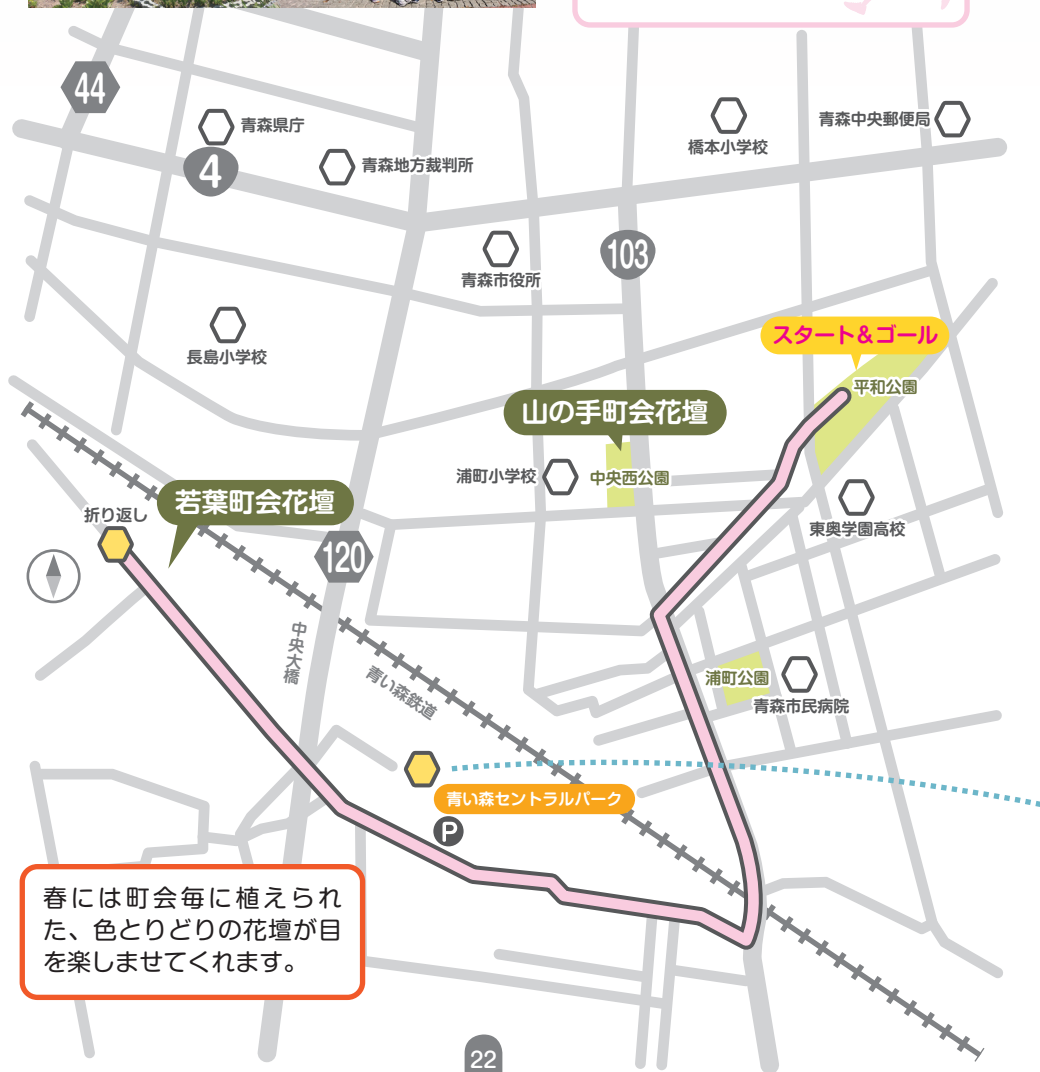 44
青森県庁
4
青森地方裁判所
橋本小学校
青森中央郵便局
青森市役所
103
長島小学校
スタート&ゴール
平和公園
山の手町会花壇
浦町小学校
中央西公園
若葉町会花壇
折り返し
東奥学園高校
120
中央大橋
青い森鉄道
浦町公園
青森市民病院
青い森セントラルパーク
P
春には町会毎に植えられ
た、色とりどりの花壇が目
を楽しませてくれます。
22